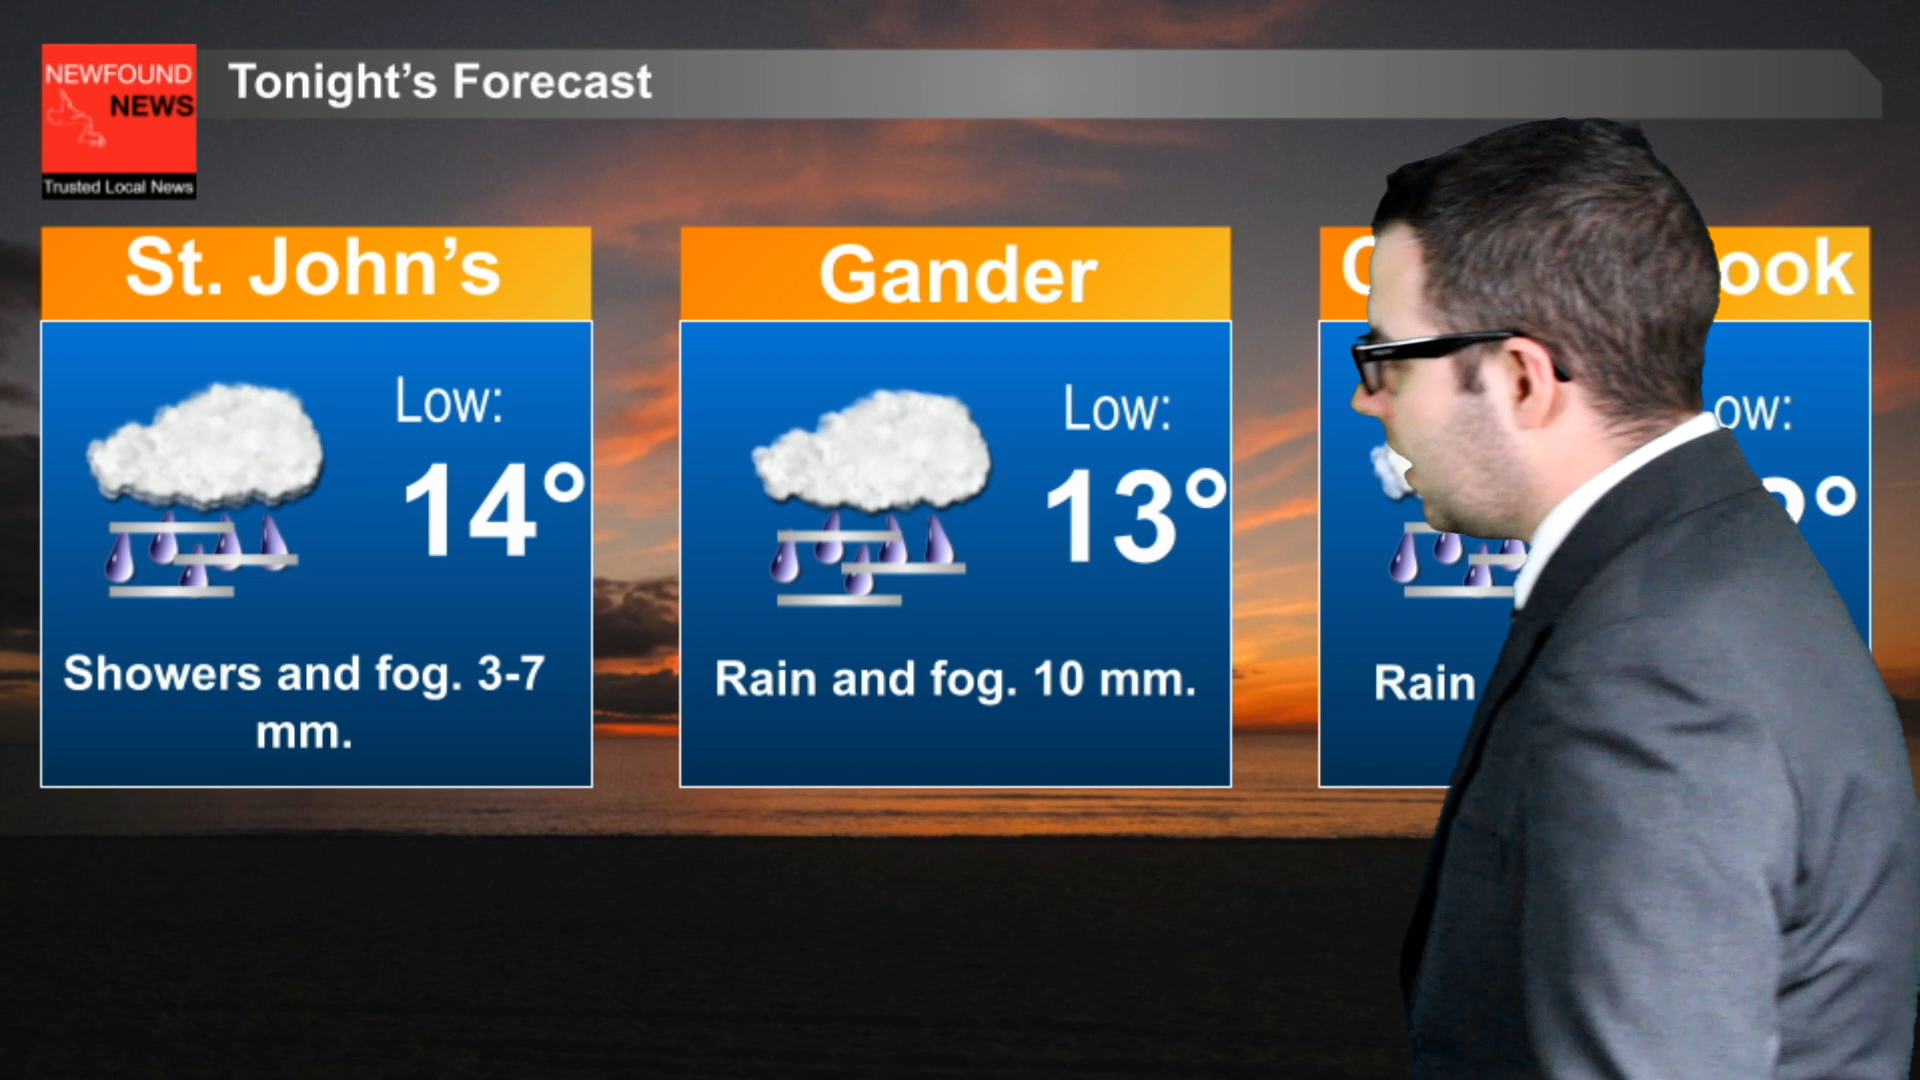 NEWFOUND
NEWS
Trusted Local News
Tonight's Forecast
St. John's
Low:
14°
Showers and fog. 3-7
mm.
Gander
Low:
13°
Rain and fog. 10 mm.
Rain